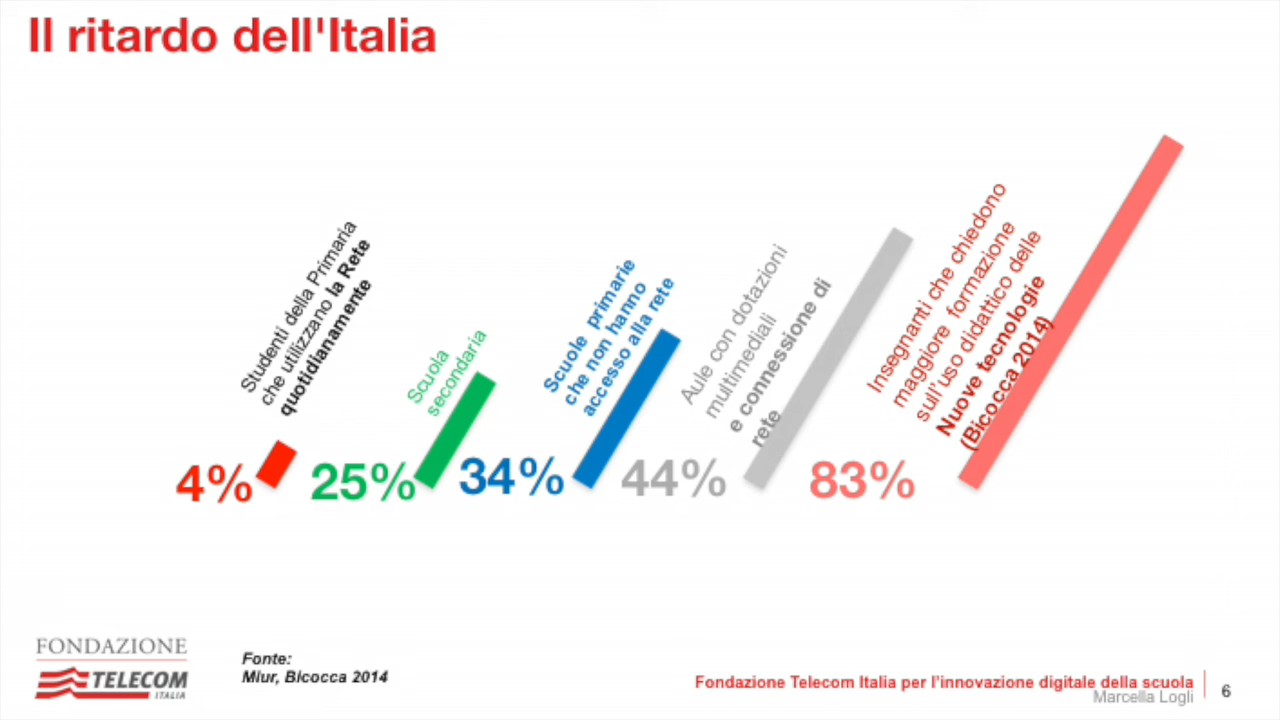 Il ritardo dell'Italia
Studenti della Primaria
che utilizzano la Rete
quotidianamente
4%
Scuola
secondaria
25%
Scuole primarie
che non hanno
accesso alla rete
34%
Aule con dotazioni
multimediali
e connessione di
rete
44%
Insegnanti che chiedono
maggiore formazione
sull'uso didattico delle
Nuove tecnologie
(Bicocca 2014)
83%
FONDAZIONE
TELECOM
ITALIA
Fonte:
Miur, Bicocca 2014
Fondazione Telecom Italia per l'innovazione digitale della scuola
Marcella Logli
6